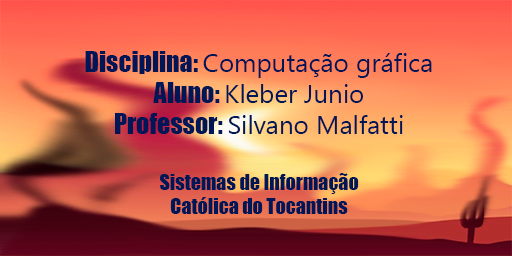 Disciplina: Computação gráfica
Aluno: Kleber Junio
Professor: Silvano Malfatti
Sistemas de Informação
Católica do Tocantins